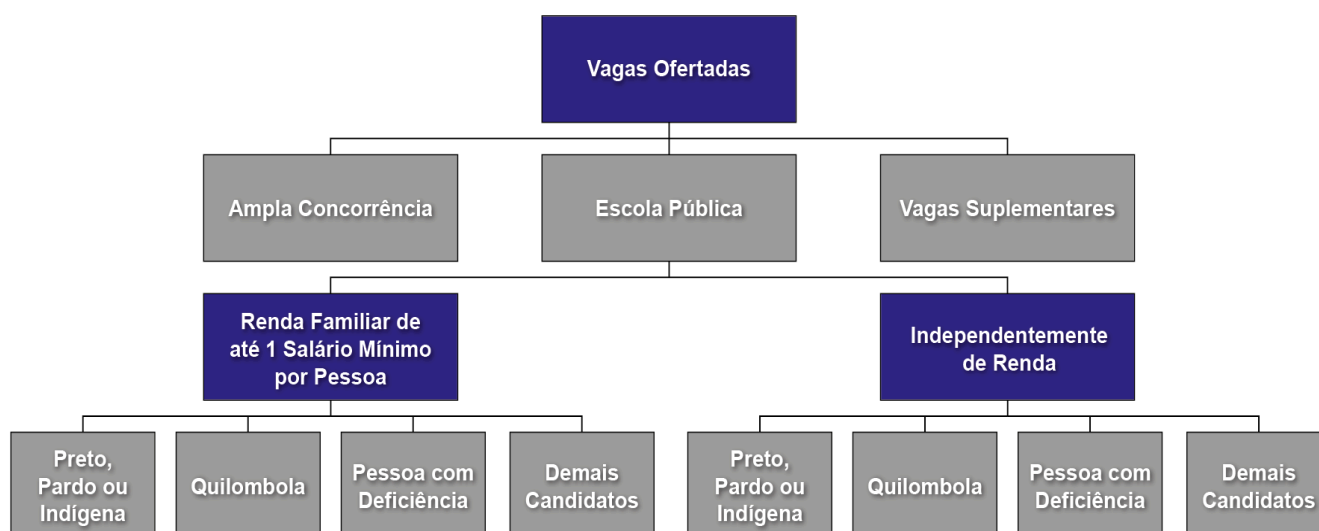 Vagas Ofertadas
Ampla Concorrência
Escola Pública
Vagas Suplementares
Renda Familiar de
até 1 Salário Mínimo
por Pessoa
Independentemente
de Renda
Preto,
Pardo ou
Indígena
Quilombola
Pessoa com
Deficiência
Demais
Candidatos
Preto,
Pardo ou
Indígena
Quilombola
Pessoa com
Deficiência
Demais
Candidatos